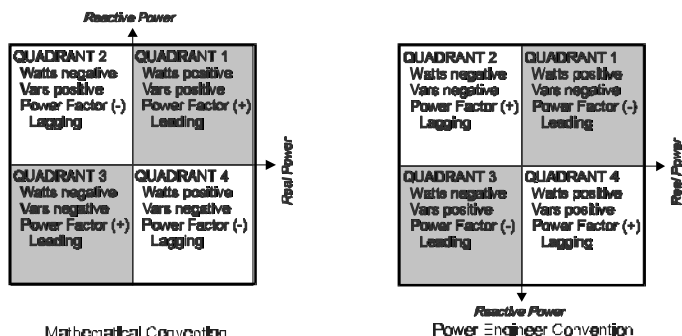 Reactive Power
QUADRANT 2
Watts negative
Vars positive
Power Factor (-)
Lagging
QUADRANT 1
Watts positive
Vars positive
Power Factor (+)
Leading
QUADRANT 3
Watts negative
Vars negative
Power Factor (+)
Leading
QUADRANT 4
Watts positive
Vars negative
Power Factor (-)
Lagging
Real Power
Mathematical Convention
QUADRANT 2
Watts negative
Vars negative
Power Factor (+)
Lagging
QUADRANT 1
Watts positive
Vars negative
Power Factor (-)
Leading
QUADRANT 3
Watts negative
Vars positive
Power Factor (-)
Leading
QUADRANT 4
Watts positive
Vars positive
Power Factor (+)
Lagging
Real Power
Reactive Power
Power Engineer Convention